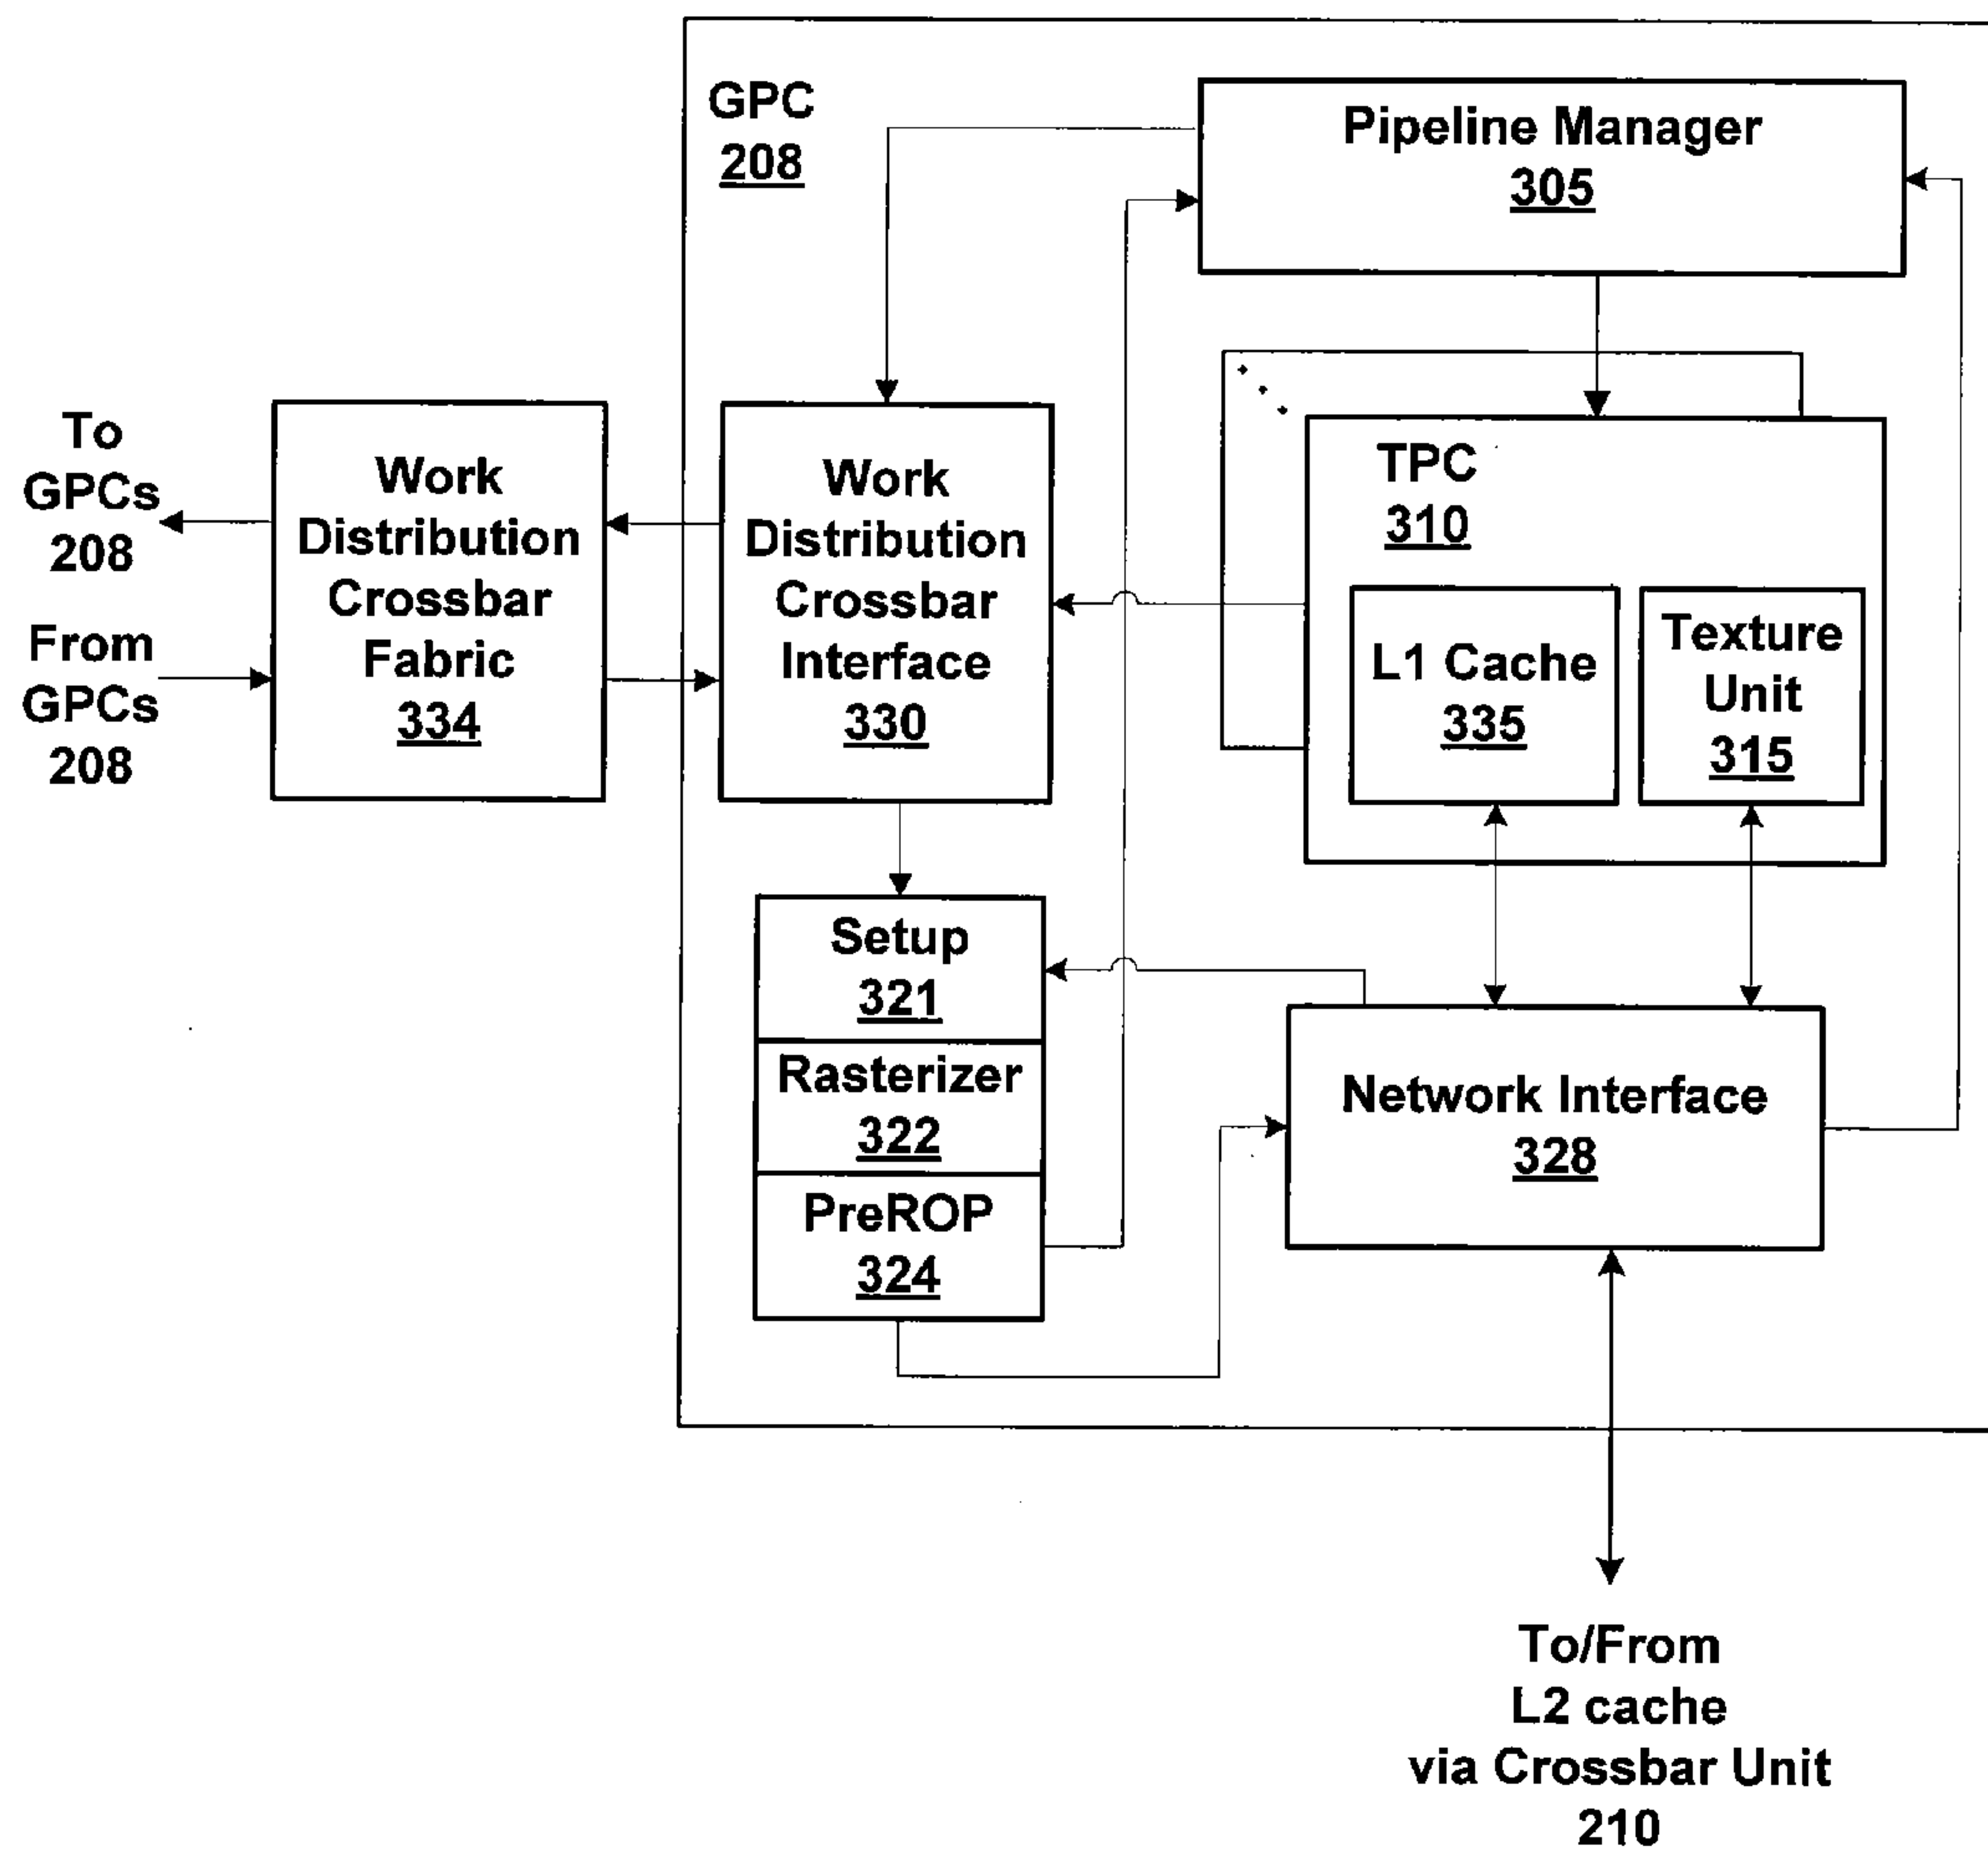 GPC
208
Pipeline Manager
305
To
GPCs
208
From
GPCs
208
Work
Distribution
Crossbar
Fabric
334
Work
Distribution
Crossbar
Interface
330
TPC
310
L1 Cache
335
Texture
Unit
315
Setup
321
Rasterizer
322
PreROP
324
Network Interface
328
To/From
L2 cache
via Crossbar Unit
210